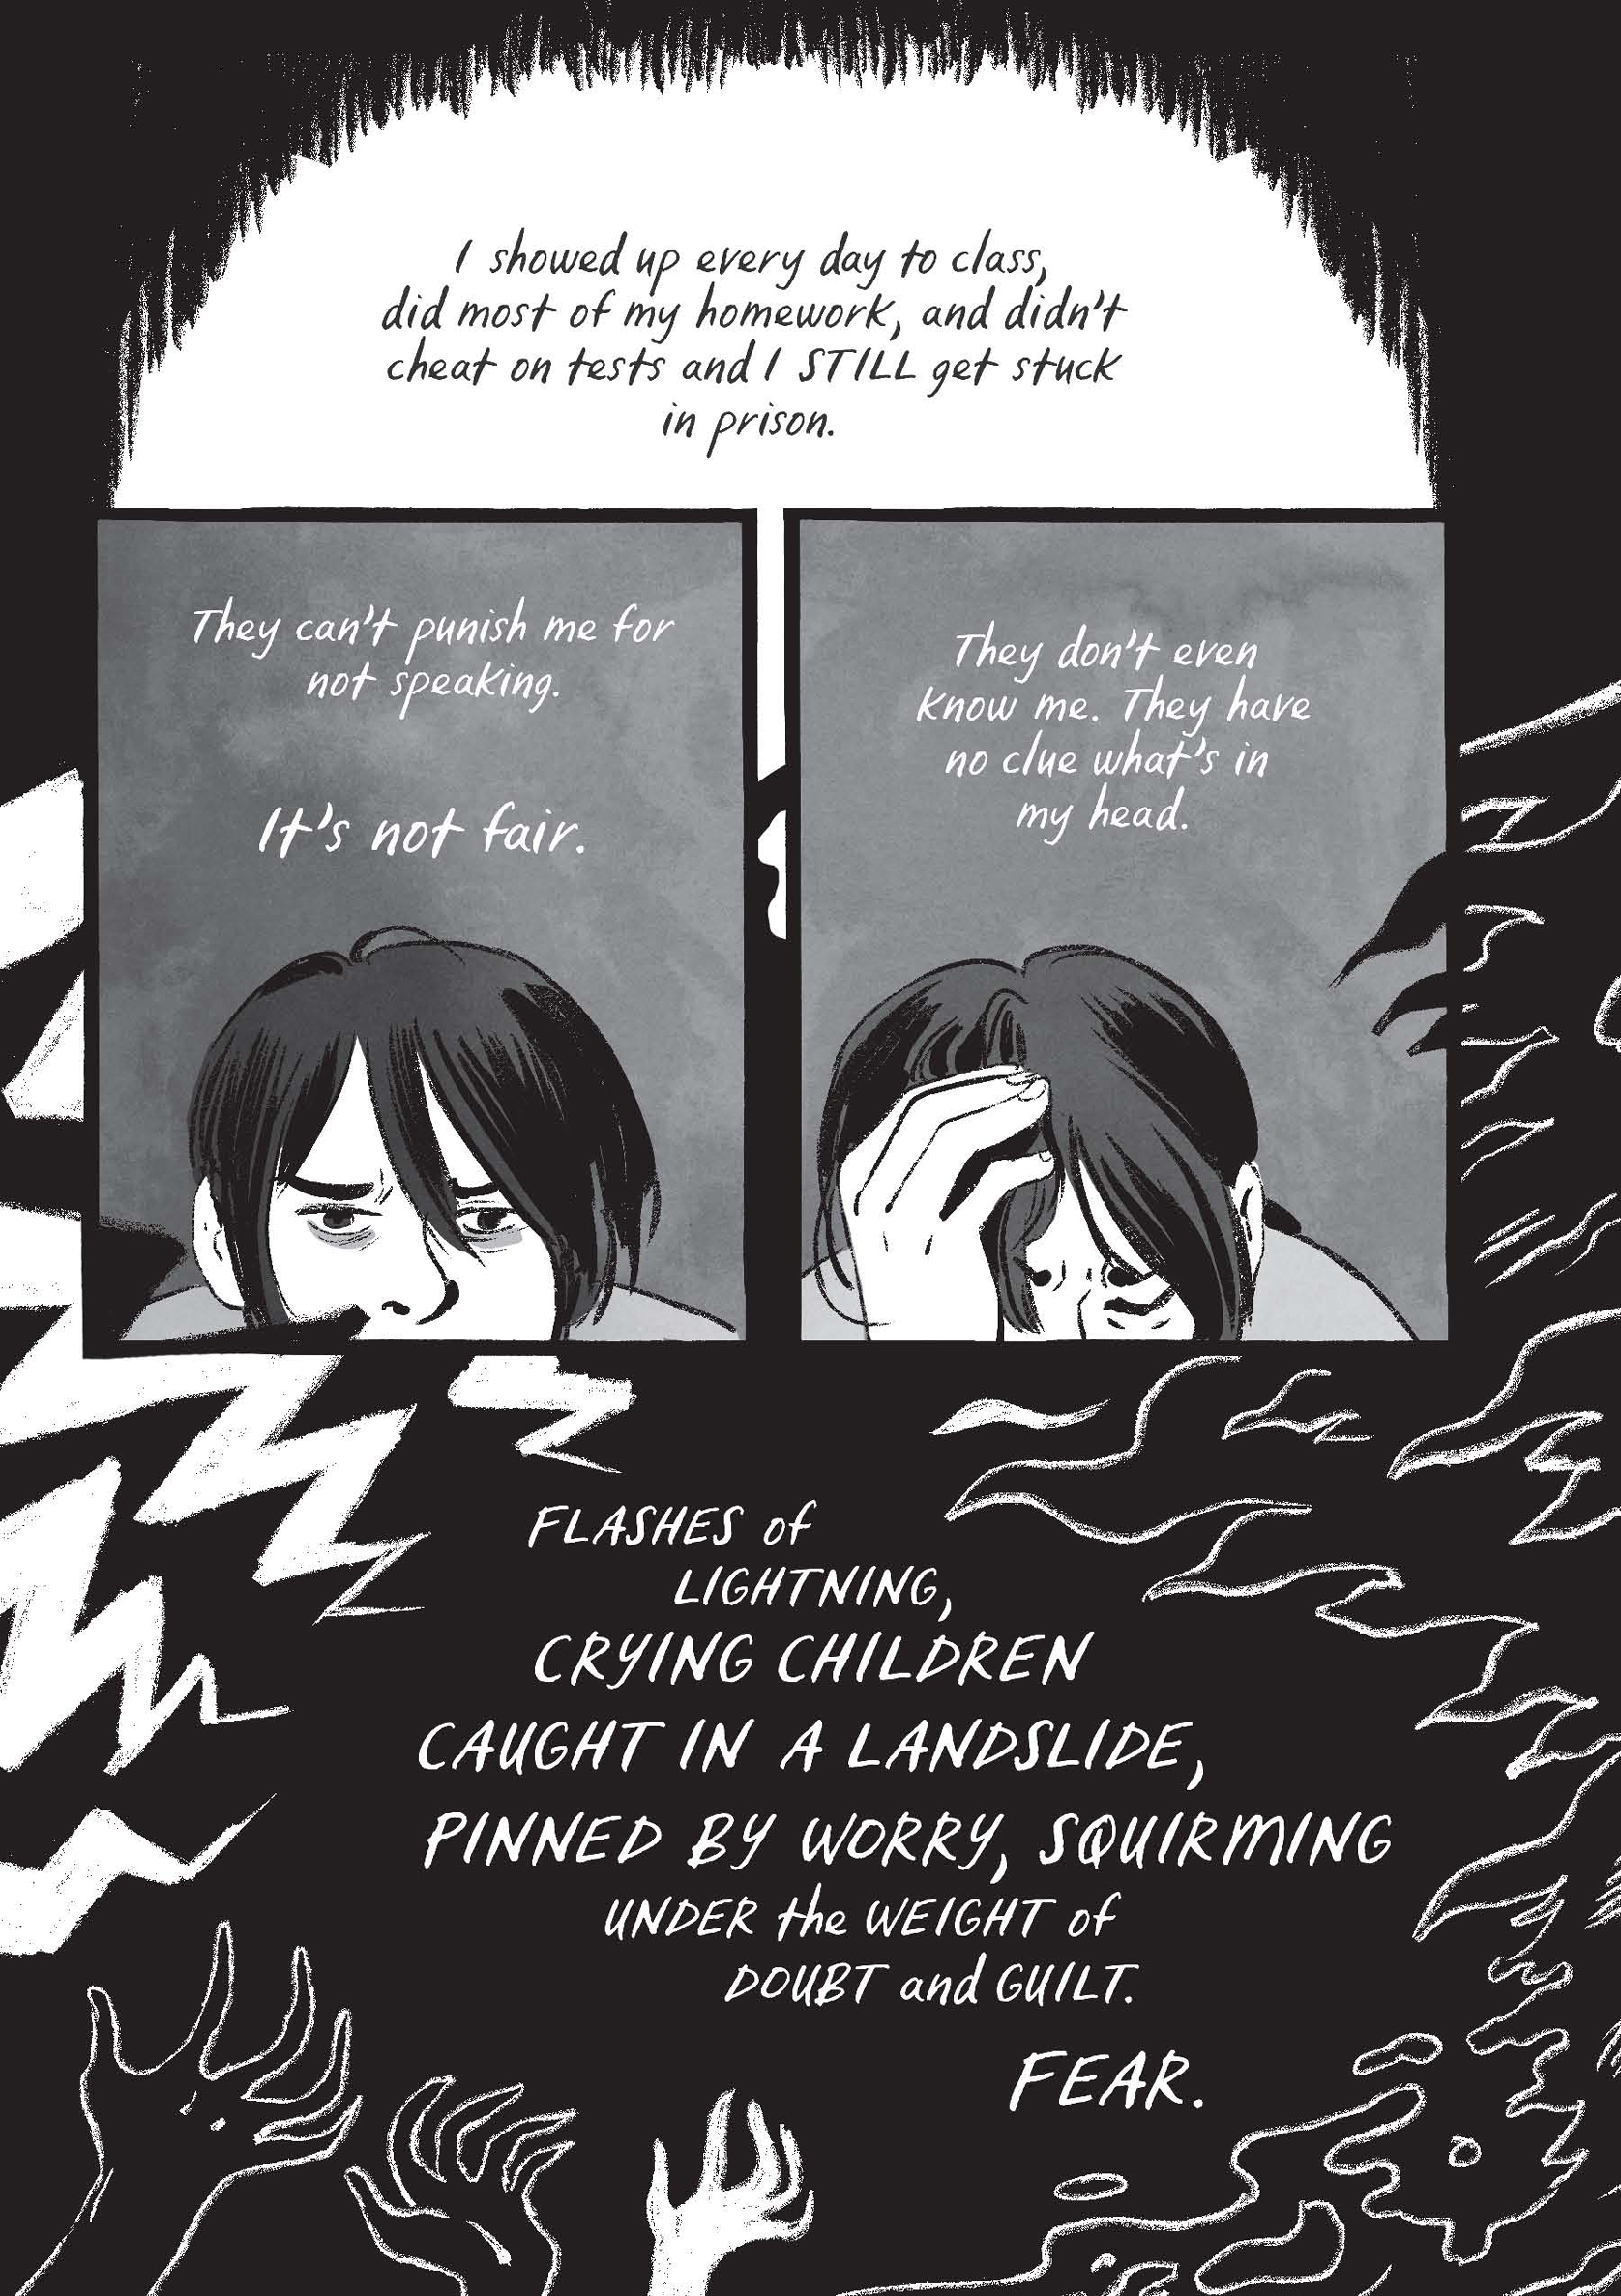 I showed up every day to class,
did most of my homework, and didn't
cheat on tests and I STILL get stuck
in prison.
They can't punish me for
not speaking.
It's not fair.
They don't even
know me. They have
no clue what's in
my head.
FLASHES of
LIGHTNING,
CRYING CHILDREN
CAUGHT IN A LANDSLIDE,
PINNED BY WORRY, SQUIRMING
UNDER the WEIGHT of
DOUBT and GUILT.
FEAR.